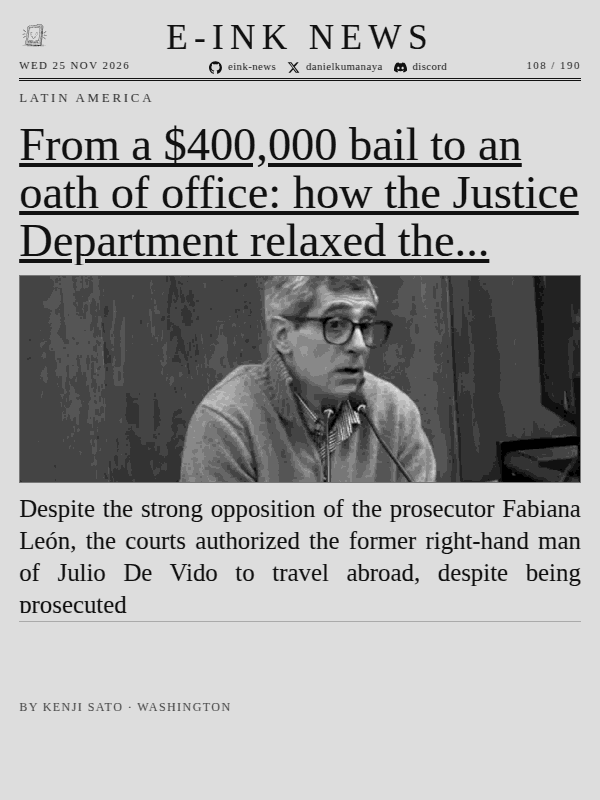 E-INK NEWS
WED 25 NOV 2026
eink-news
danielkumanaya
discord
108 / 190
LATIN AMERICA
From a $400,000 bail to an
oath of office: how the Justice
Department relaxed the...
Despite the strong opposition of the prosecutor Fabiana
León, the courts authorized the former right-hand man
of Julio De Vido to travel abroad, despite being
prosecuted
BY KENJI SATO · WASHINGTON